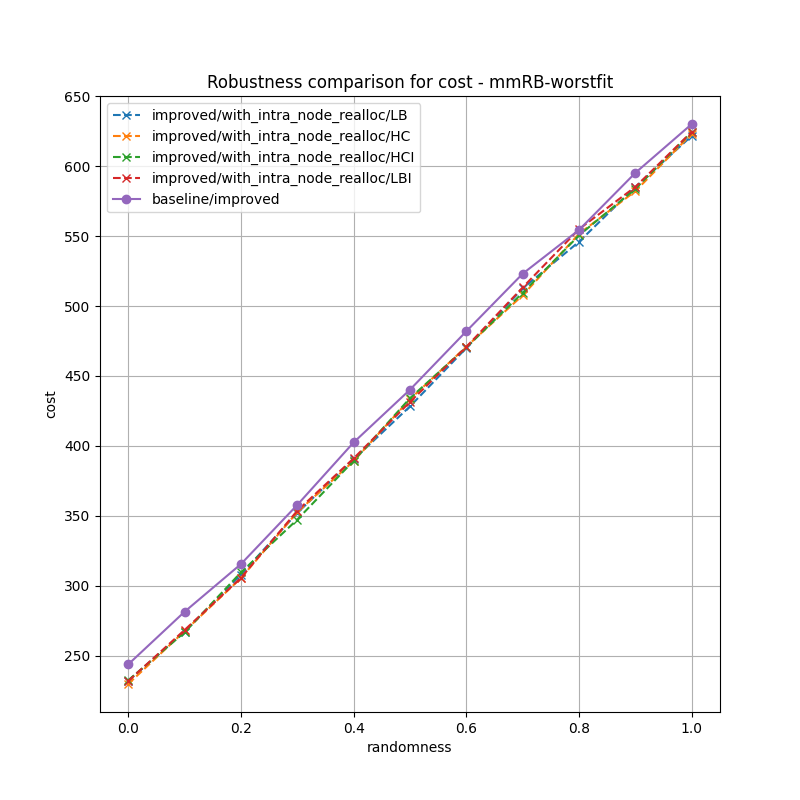 Robustness comparison for cost - mmRB-worstfit
improved/with_intra_node_realloc/LB
improved/with_intra_node_realloc/HC
improved/with_intra_node_realloc/HCI
improved/with_intra_node_realloc/LBI
baseline/improved
650
600
550
500
450
400
350
300
250
cost
0.0 0.2 0.4 0.6 0.8 1.0
randomness